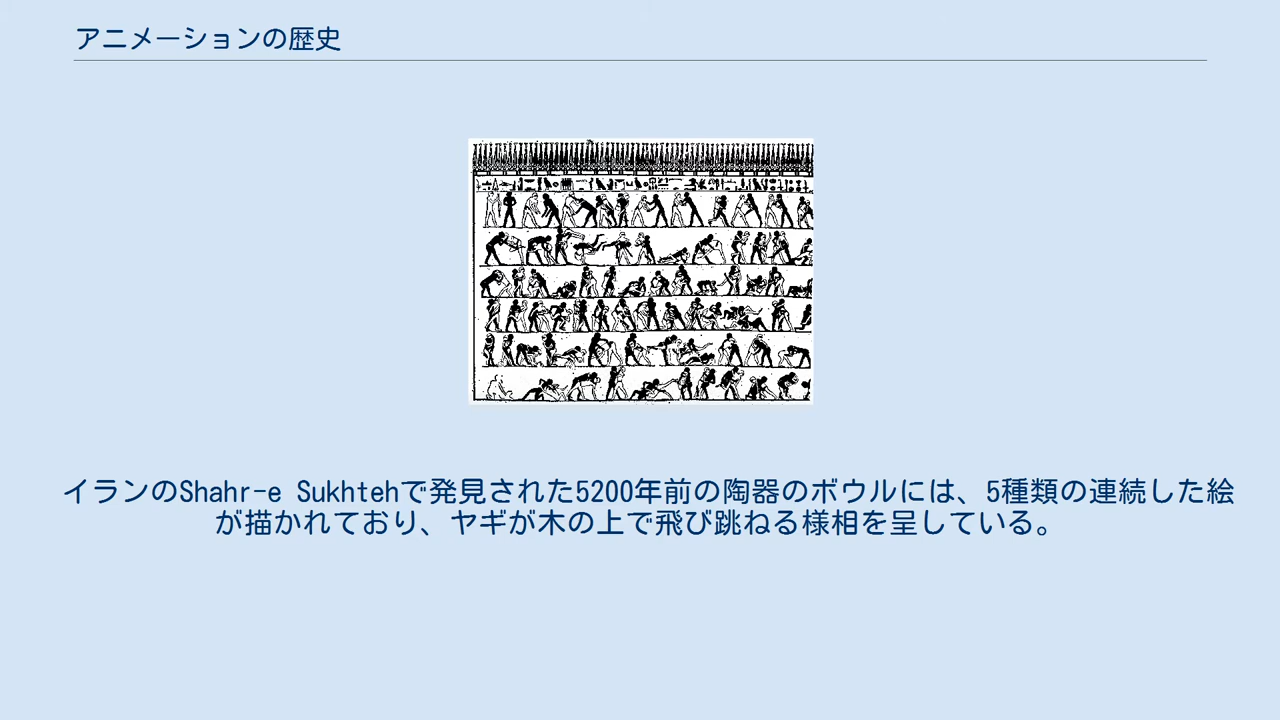 アニメーションの歴史
イランのShahr-e Sukhtehで発見された5200年前の陶器のボウルには、5種類の連続した絵
が描かれており、ヤギが木の上で飛び跳ねる様相を呈している。